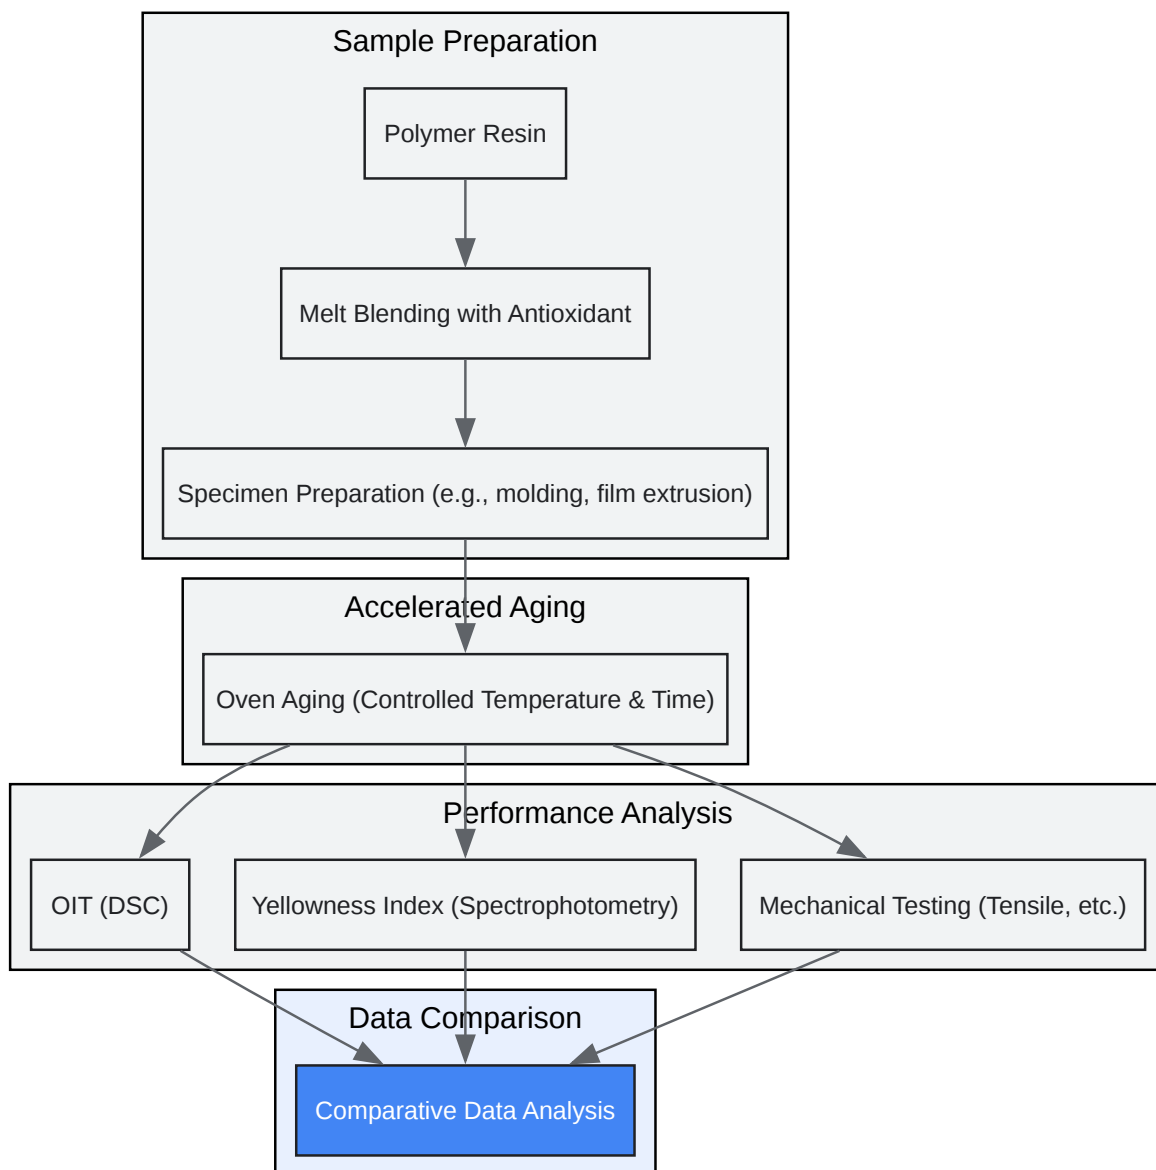 Sample Preparation
Polymer Resin
Melt Blending with Antioxidant
Specimen Preparation (e.g., molding, film extrusion)
Accelerated Aging
Oven Aging (Controlled Temperature & Time)
Performance Analysis
OIT (DSC)
Yellowness Index (Spectrophotometry)
Mechanical Testing (Tensile, etc.)
Data Comparison
Comparative Data Analysis